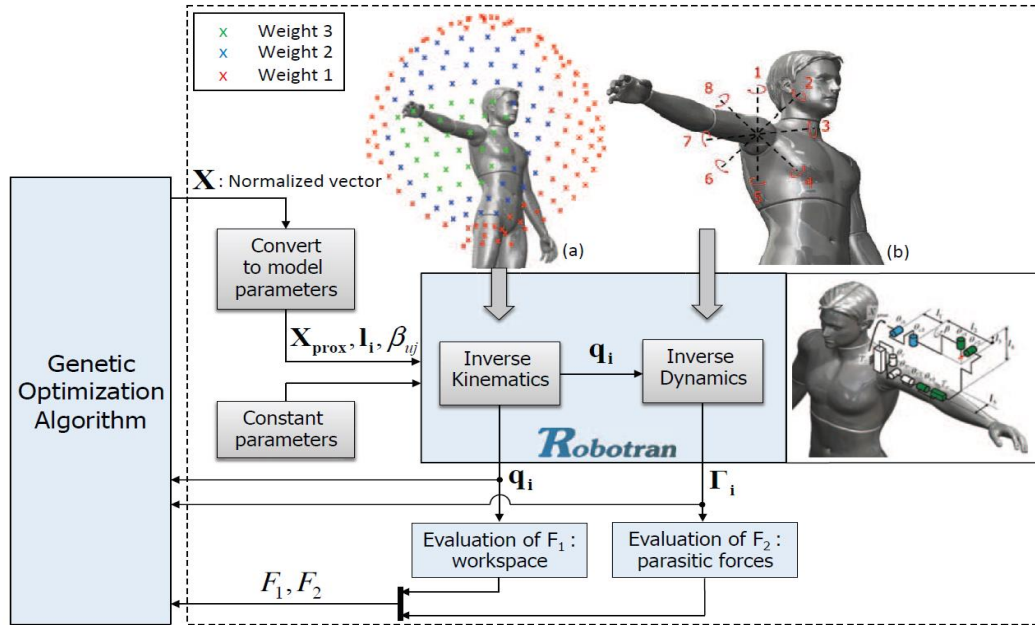 Weight 3
Weight 2
Weight 1
1
2
3
4
5
6
7
8
(a)
(b)
X : Normalized vector
Convert
to model
parameters
X_prox, l_i, β_uj
Constant
parameters
Genetic
Optimization
Algorithm
Inverse
Kinematics
q_i
Inverse
Dynamics
Robotran
q_i
Γ_i
Evaluation of F_1 :
workspace
Evaluation of F_2 :
parasitic forces
F_1, F_2